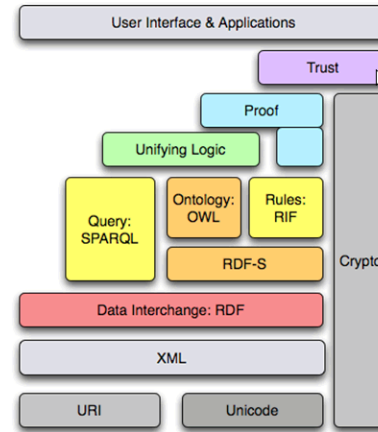 User Interface & Applications
Trust
Proof
Unifying Logic
Query:
SPARQL
Ontology:
OWL
Rules:
RIF
RDF-S
Crypto
Data Interchange: RDF
XML
URI
Unicode